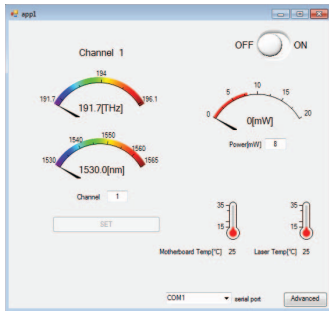 app1
Channel 1
OFF ON
194
191.7 196.1
191.7[THz]
5 10 15
0 20
0[mW]
Power[mW] 8
1530 1540 1550 1560 1565
1530.0[nm]
Channel 1
SET
35 35
15 15
Motherboard Temp[°C] 25 Laser Temp[°C] 25
COM1 serial port Advanced